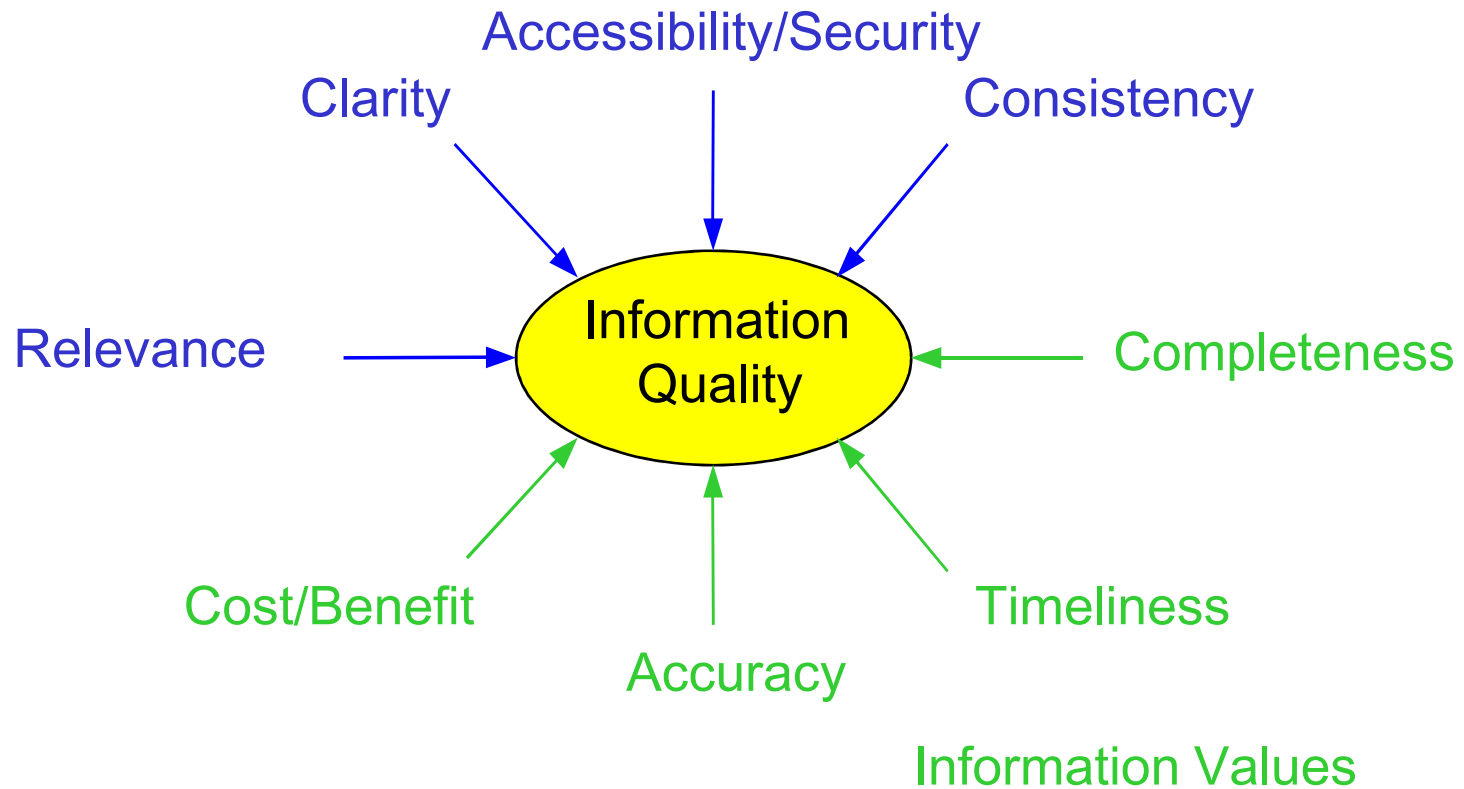 Accessibility/Security
Clarity
Consistency
Information
Quality
Relevance
Completeness
Cost/Benefit
Timeliness
Accuracy
Information Values